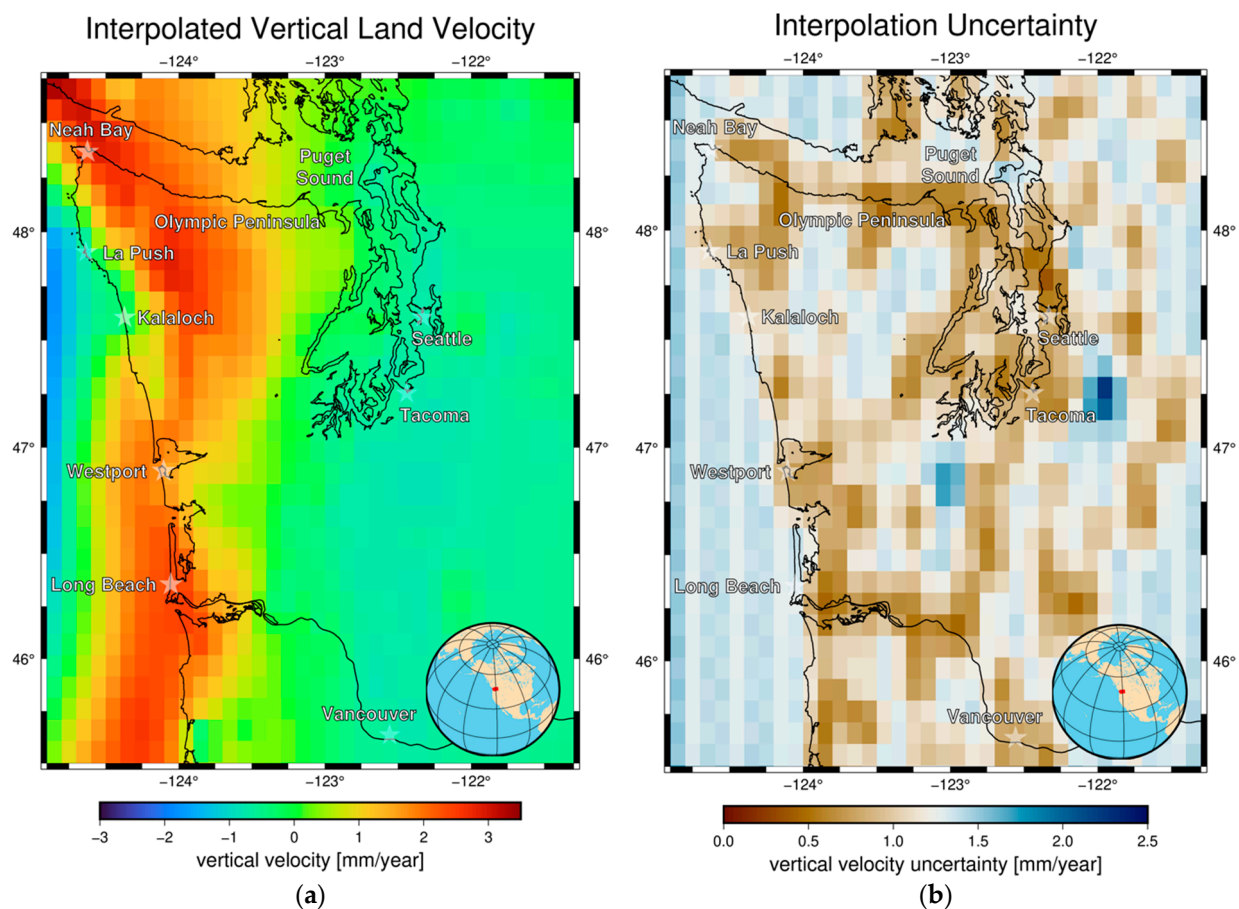 Interpolated Vertical Land Velocity
−124° −123° −122°
48°
47°
46°
Neah Bay
Puget
Sound
Olympic Peninsula
La Push
Kalaloch
Seattle
Tacoma
Westport
Long Beach
Vancouver
−124° −123° −122°
−3 −2 −1 0 1 2 3
vertical velocity [mm/year]
(a)
Interpolation Uncertainty
−124° −123° −122°
48° 48°
47° 47°
46° 46°
Neah Bay
Puget
Sound
Olympic Peninsula
La Push
Kalaloch
Seattle
Tacoma
Westport
Long Beach
Vancouver
−124° −123° −122°
0.0 0.5 1.0 1.5 2.0 2.5
vertical velocity uncertainty [mm/year]
(b)